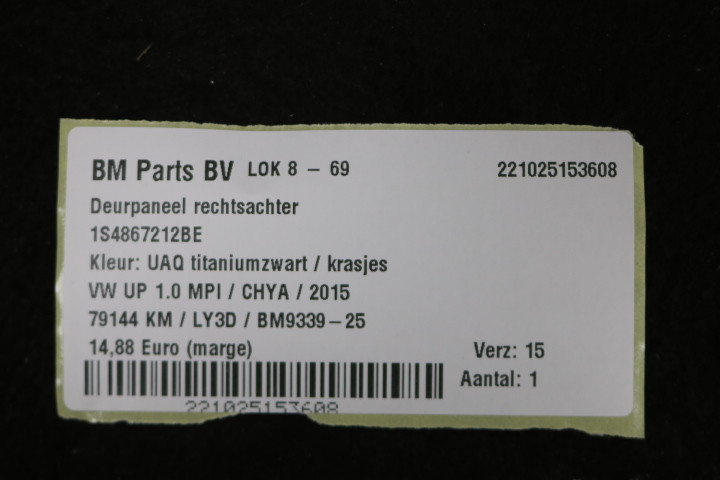 BM Parts BV LOK 8 - 69 221025153608
Deurpaneel rechtsachter
1S4867212BE
Kleur: UAQ titaniumzwart / krasjes
VW UP 1.0 MPI / CHYA / 2015
79144 KM / LY3D / BM9339-25
14,88 Euro (marge) Verz: 15
Aantal: 1
221025153608